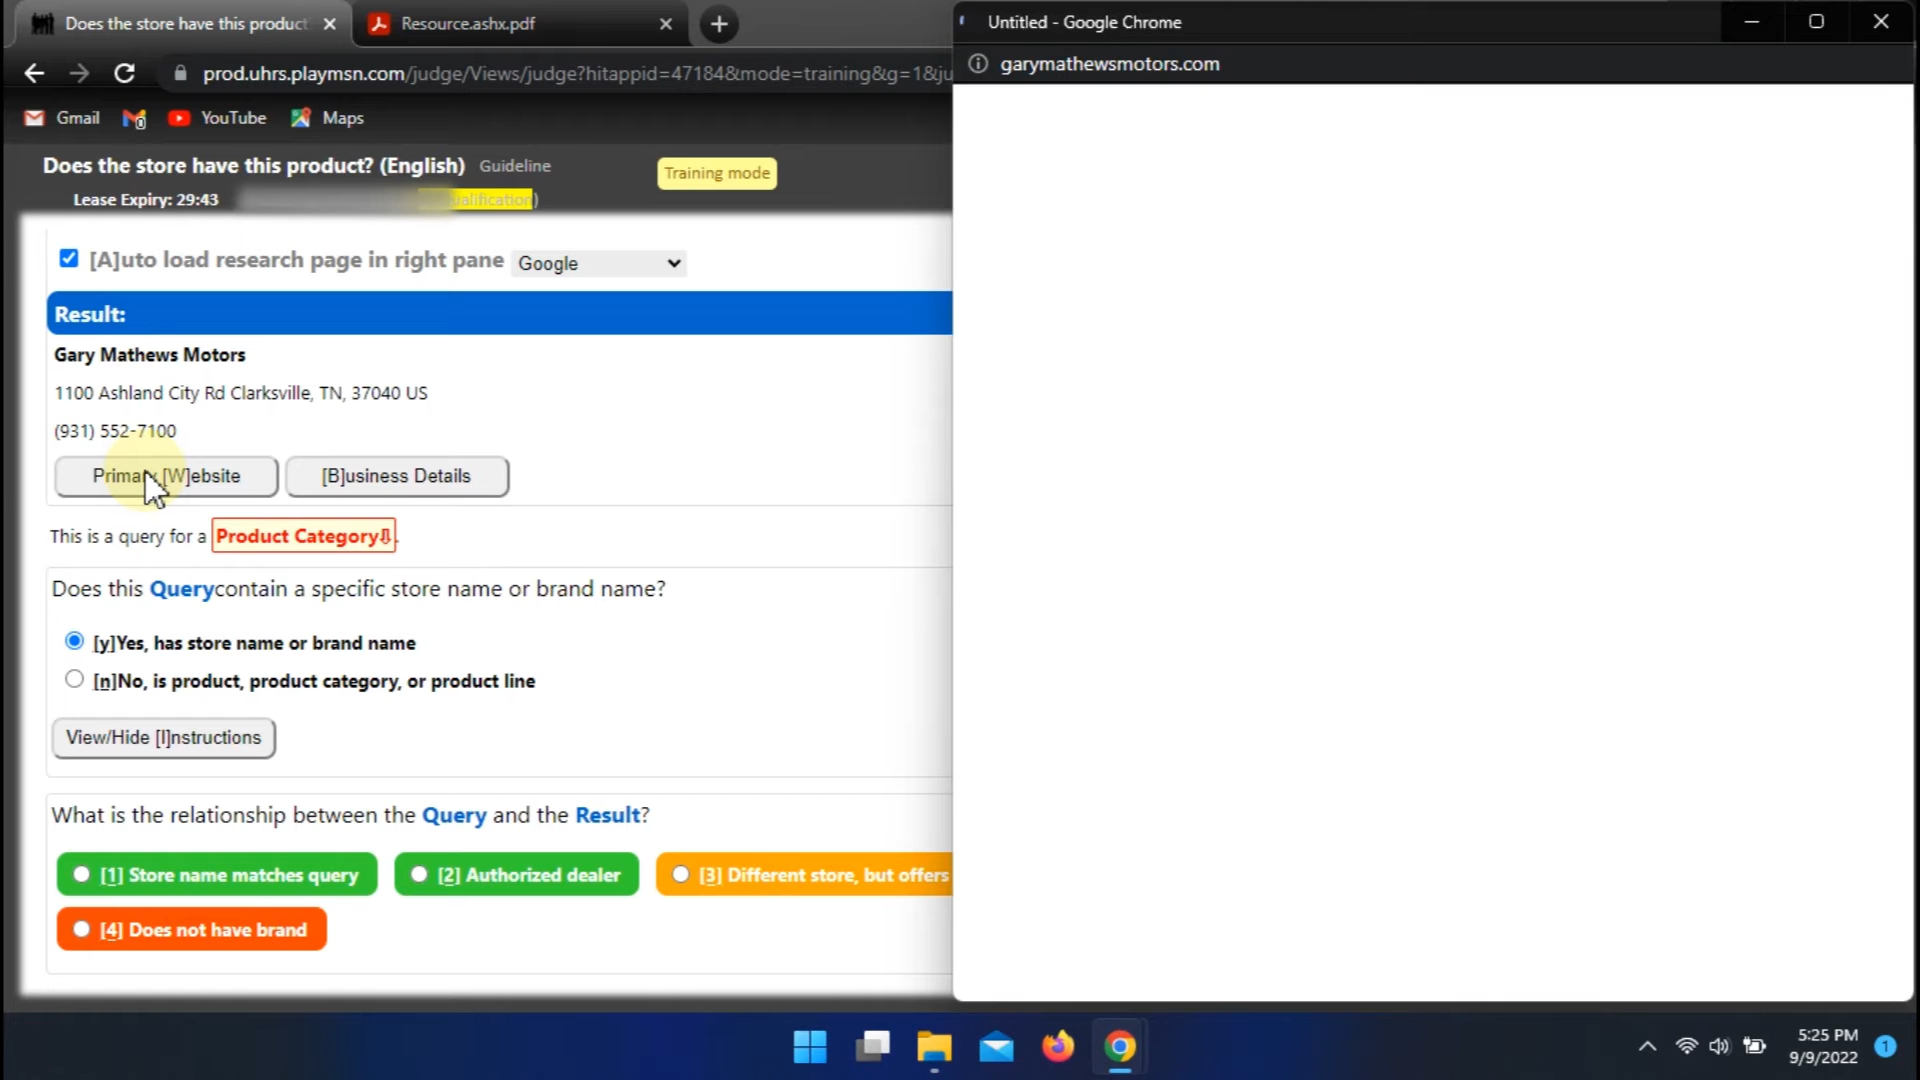 Does the store have this product
Resource.ashx.pdf
Untitled - Google Chrome
prod.uhrs.playmsn.com/judge/Views/judge?hitappid=47184&mode=training&g=1&ju
garymathewsmotors.com
Gmail
YouTube
Maps
Does the store have this product? (English)
Guideline
Training mode
Lease Expiry: 29:43
ualification)
[A]uto load research page in right pane
Google
Result:
Gary Mathews Motors
1100 Ashland City Rd Clarksville, TN, 37040 US
(931) 552-7100
Primary [W]ebsite
[B]usiness Details
This is a query for a Product Category⇩.
Does this Querycontain a specific store name or brand name?
[y]Yes, has store name or brand name
[n]No, is product, product category, or product line
View/Hide [I]nstructions
What is the relationship between the Query and the Result?
[1] Store name matches query
[2] Authorized dealer
[3] Different store, but offers
[4] Does not have brand
5:25 PM
9/9/2022
1